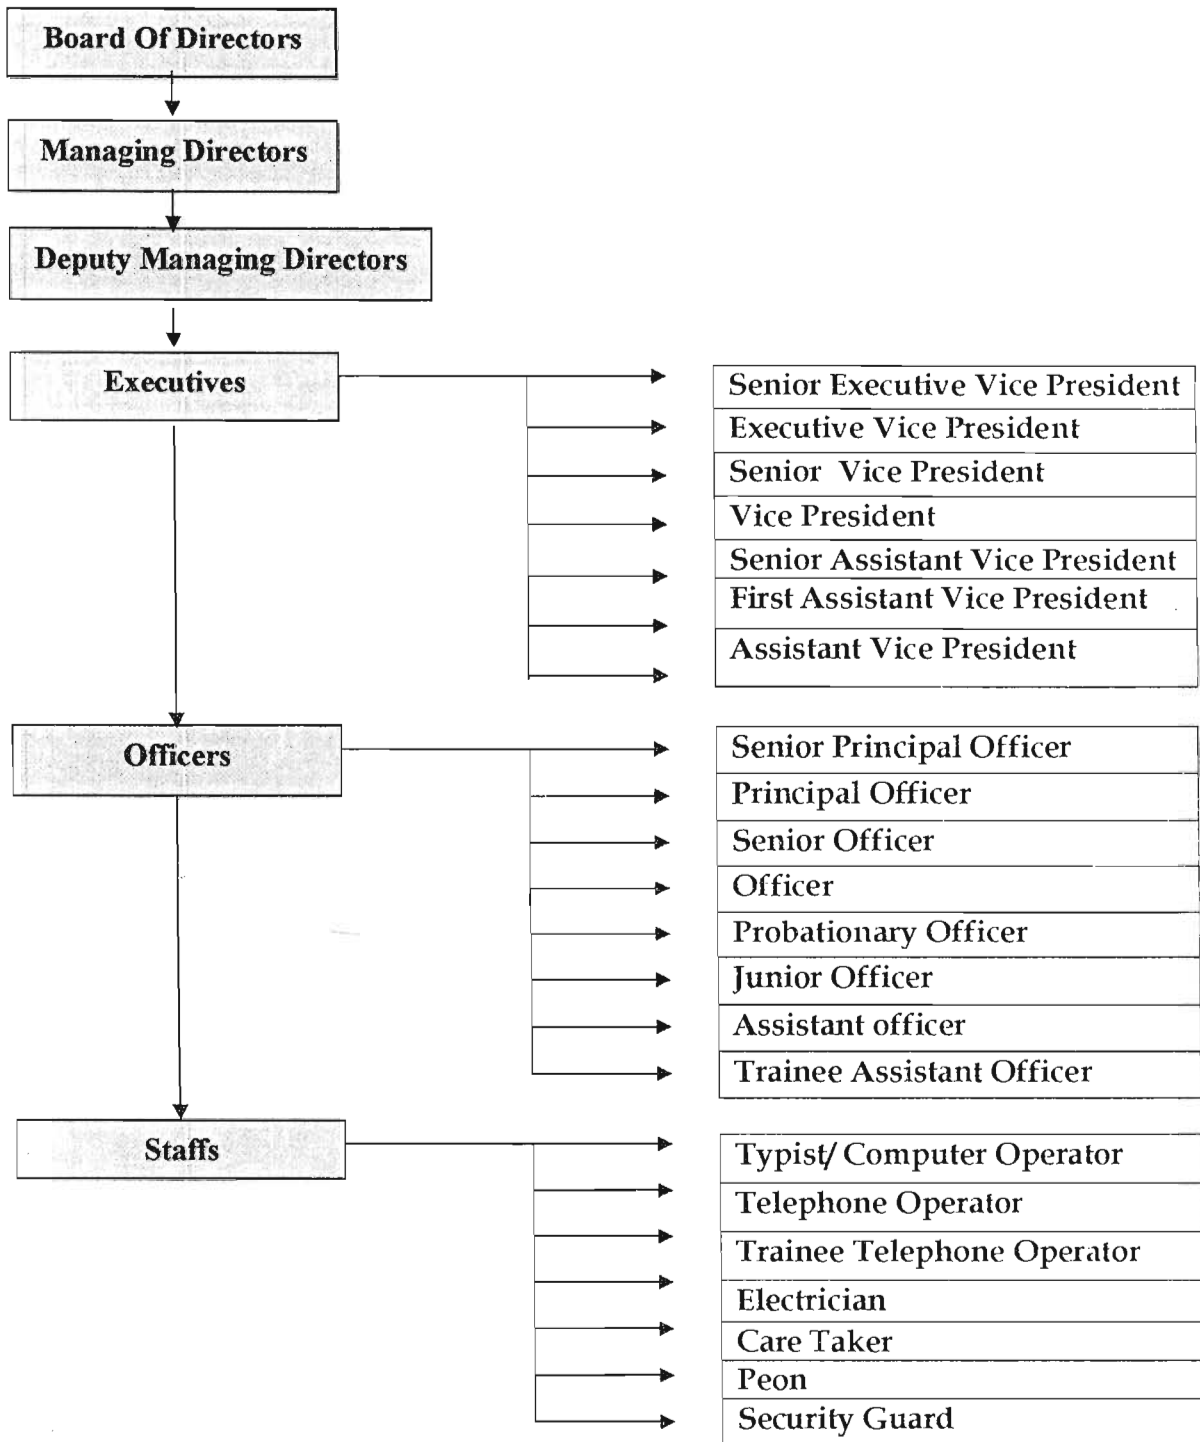 Board Of Directors
Managing Directors
Deputy Managing Directors
Executives
Senior Executive Vice President
Executive Vice President
Senior Vice President
Vice President
Senior Assistant Vice President
First Assistant Vice President
Assistant Vice President
Officers
Senior Principal Officer
Principal Officer
Senior Officer
Officer
Probationary Officer
Junior Officer
Assistant officer
Trainee Assistant Officer
Staffs
Typist/ Computer Operator
Telephone Operator
Trainee Telephone Operator
Electrician
Care Taker
Peon
Security Guard